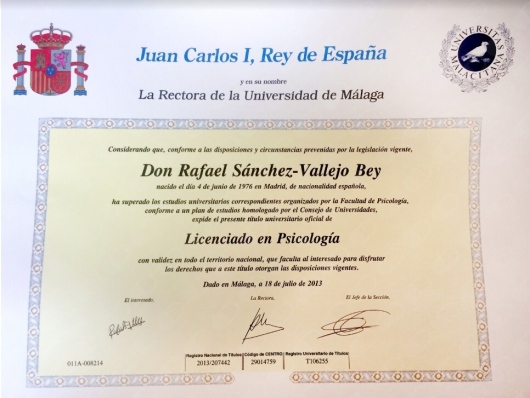 Juan Carlos I, Rey de España
UNIVERSITAS MALACITANA
y en su nombre
La Rectora de la Universidad de Málaga
Considerando que, conforme a las disposiciones y circunstancias prevenidas por la legislación vigente,
Don Rafael Sánchez-Vallejo Bey
nacido el día 4 de junio de 1976 en Madrid, de nacionalidad española,
ha superado los estudios universitarios correspondientes organizados por la Facultad de Psicología,
conforme a un plan de estudios homologado por el Consejo de Universidades,
expide el presente título universitario oficial de
Licenciado en Psicología
con validez en todo el territorio nacional, que faculta al interesado para disfrutar
los derechos que a este título otorgan las disposiciones vigentes.
Dado en Málaga, a 18 de julio de 2013
El interesado, La Rectora, El Jefe de la Sección,
011A-008214
Registro Nacional de Títulos Código de CENTRO Registro Universitario de Títulos
2013/207442 29014759 T106255